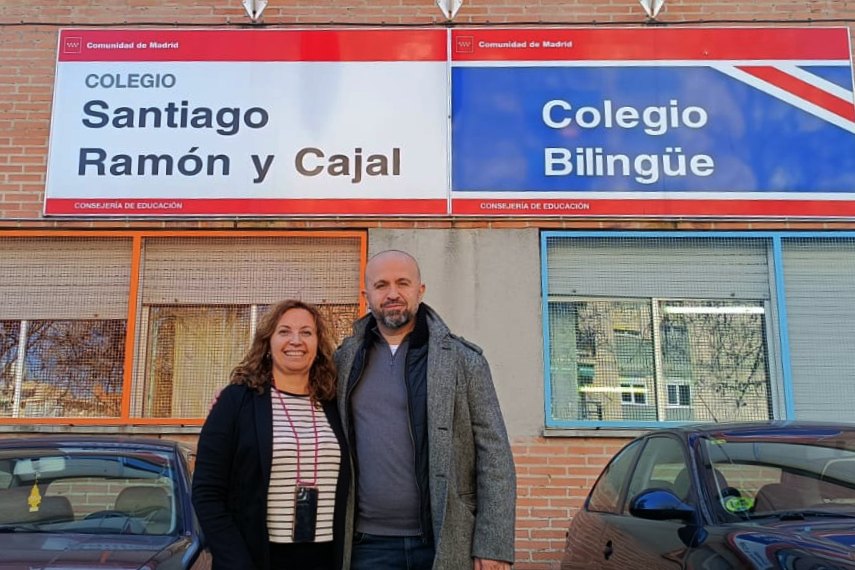 Comunidad de Madrid
COLEGIO
Santiago
Ramón y Cajal
CONSEJERÍA DE EDUCACIÓN
Comunidad de Madrid
Colegio
Bilingüe
CONSEJERÍA DE EDUCACIÓN